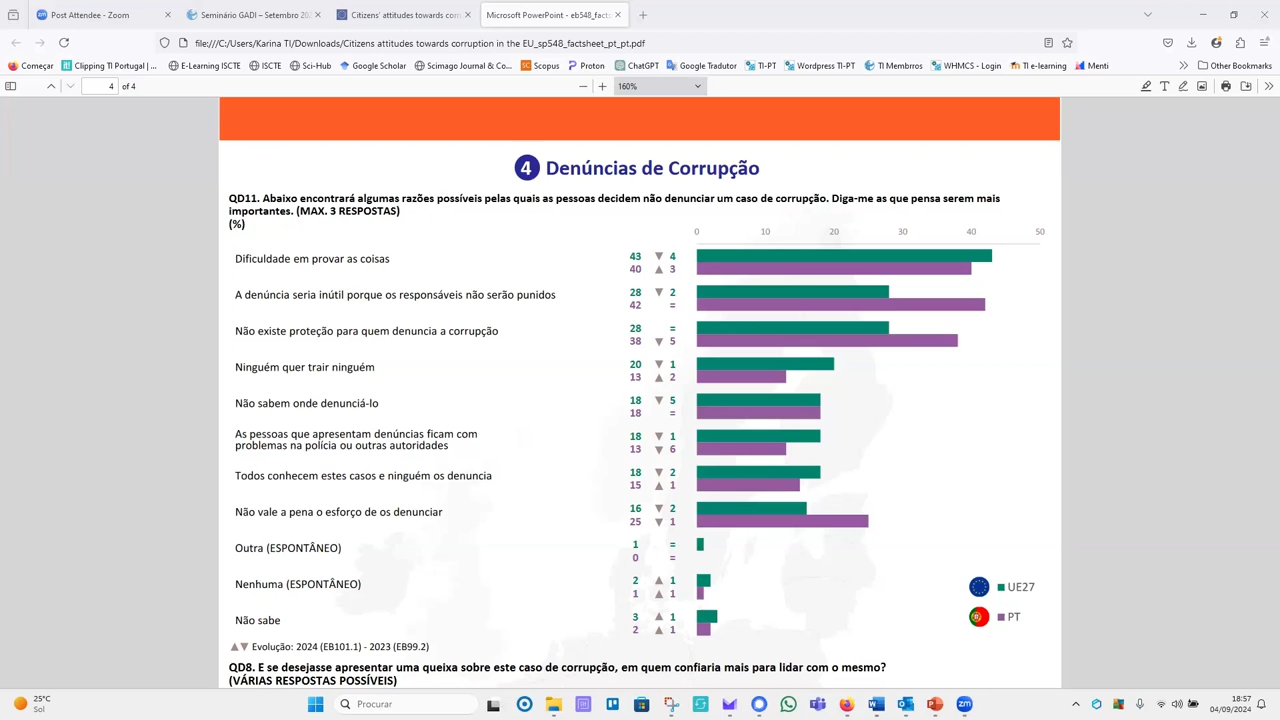 Post Attendee - Zoom
Seminário GADI – Setembro 202
Citizens' attitudes towards com
Microsoft PowerPoint - eb548_facts
file:///C:/Users/Karina TI/Downloads/Citizens attitudes towards corruption in the EU_sp548_factsheet_pt_pt.pdf
Começar
Clipping TI Portugal |...
E-Learning ISCTE
ISCTE
Sci-Hub
Google Scholar
Scimago Journal & Co...
Scopus
Proton
ChatGPT
Google Tradutor
TI-PT
Wordpress TI-PT
TI Membrros
WHMCS - Login
TI e-learning
Menti
Other Bookmarks
4 of 4
160%
4 Denúncias de Corrupção
QD11. Abaixo encontrará algumas razões possíveis pelas quais as pessoas decidem não denunciar um caso de corrupção. Diga-me as que pensa serem mais
importantes. (MAX. 3 RESPOSTAS)
(%)
0 10 20 30 40 50
Dificuldade em provar as coisas
43 ▼ 4
40 ▲ 3
A denúncia seria inútil porque os responsáveis não serão punidos
28 ▼ 2
42 =
Não existe proteção para quem denuncia a corrupção
28 =
38 ▼ 5
Ninguém quer trair ninguém
20 ▼ 1
13 ▲ 2
Não sabem onde denunciá-lo
18 ▼ 5
18 =
As pessoas que apresentam denúncias ficam com
problemas na polícia ou outras autoridades
18 ▼ 1
13 ▼ 6
Todos conhecem estes casos e ninguém os denuncia
18 ▼ 2
15 ▲ 1
Não vale a pena o esforço de os denunciar
16 ▼ 2
25 ▼ 1
Outra (ESPONTÂNEO)
1 =
0 =
Nenhuma (ESPONTÂNEO)
2 ▲ 1
1 ▲ 1
Não sabe
3 ▲ 1
2 ▲ 1
UE27
PT
▲▼ Evolução: 2024 (EB101.1) - 2023 (EB99.2)
QD8. E se desejasse apresentar uma queixa sobre este caso de corrupção, em quem confiaria mais para lidar com o mesmo?
(VÁRIAS RESPOSTAS POSSÍVEIS)
25°C
Sol
Procurar
18:57
04/09/2024